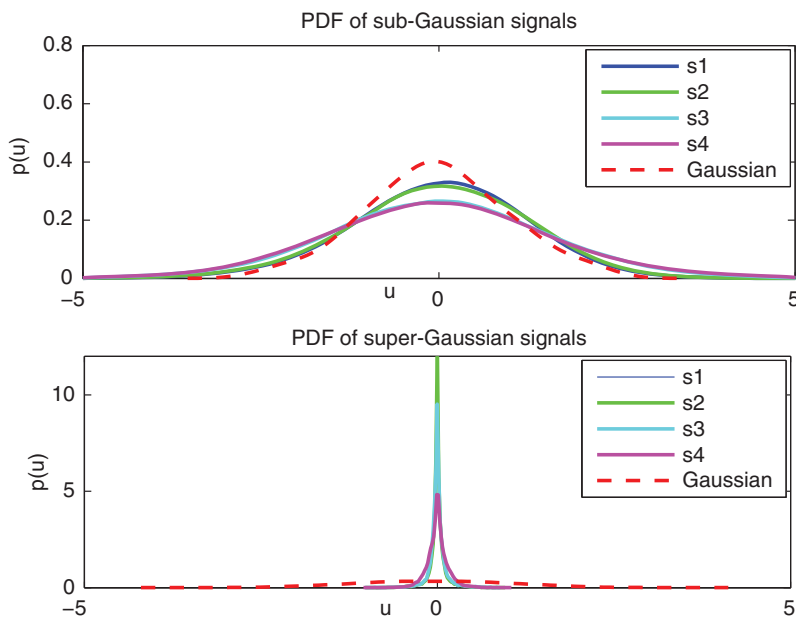 PDF of sub-Gaussian signals
0.8
0.6
0.4
0.2
0
p(u)
−5
u
0
5
s1
s2
s3
s4
Gaussian
PDF of super-Gaussian signals
10
5
0
p(u)
−5
u
0
5
s1
s2
s3
s4
Gaussian